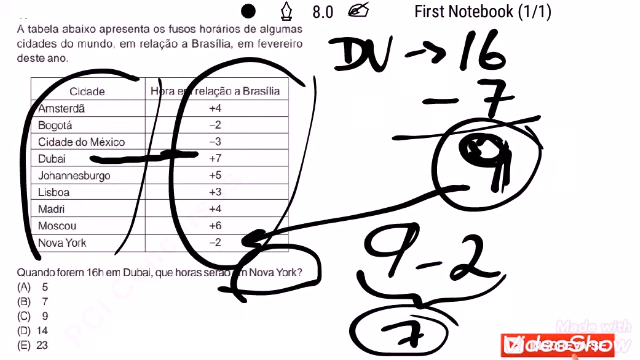 8.0 First Notebook (1/1)
A tabela abaixo apresenta os fusos horários de algumas
cidades do mundo, em relação a Brasília, em fevereiro
deste ano.
Cidade Hora em relação a Brasília
Amsterdã +4
Bogotá –2
Cidade do México –3
Dubai +7
Johannesburgo +5
Lisboa +3
Madri +4
Moscou +6
Nova York –2
Quando forem 16h em Dubai, que horas serão em Nova York?
(A) 5
(B) 7
(C) 9
(D) 14
(E) 23
DV → 16
– 7
9
9 – 2
7
Made with